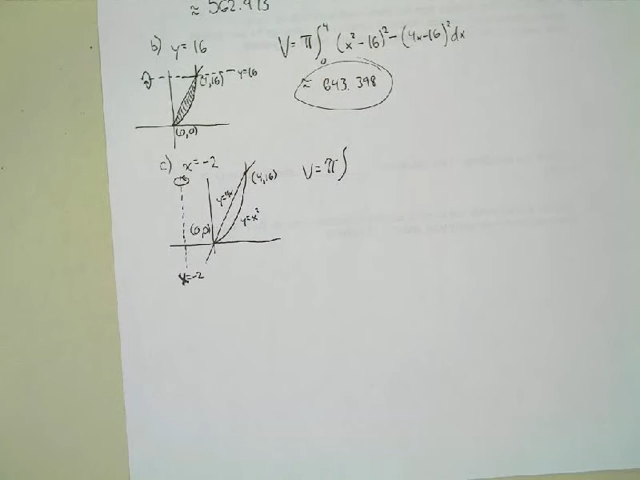 ≈ 562.973
b) y = 16
V = π∫₀⁴ (x² - 16)² - (4x - 16)² dx
≈ 643.398
(4,16) - y=16
(0,0)
c) x = -2
V = π∫
(4,16)
y=4x
y=x²
(0,0)
x=-2